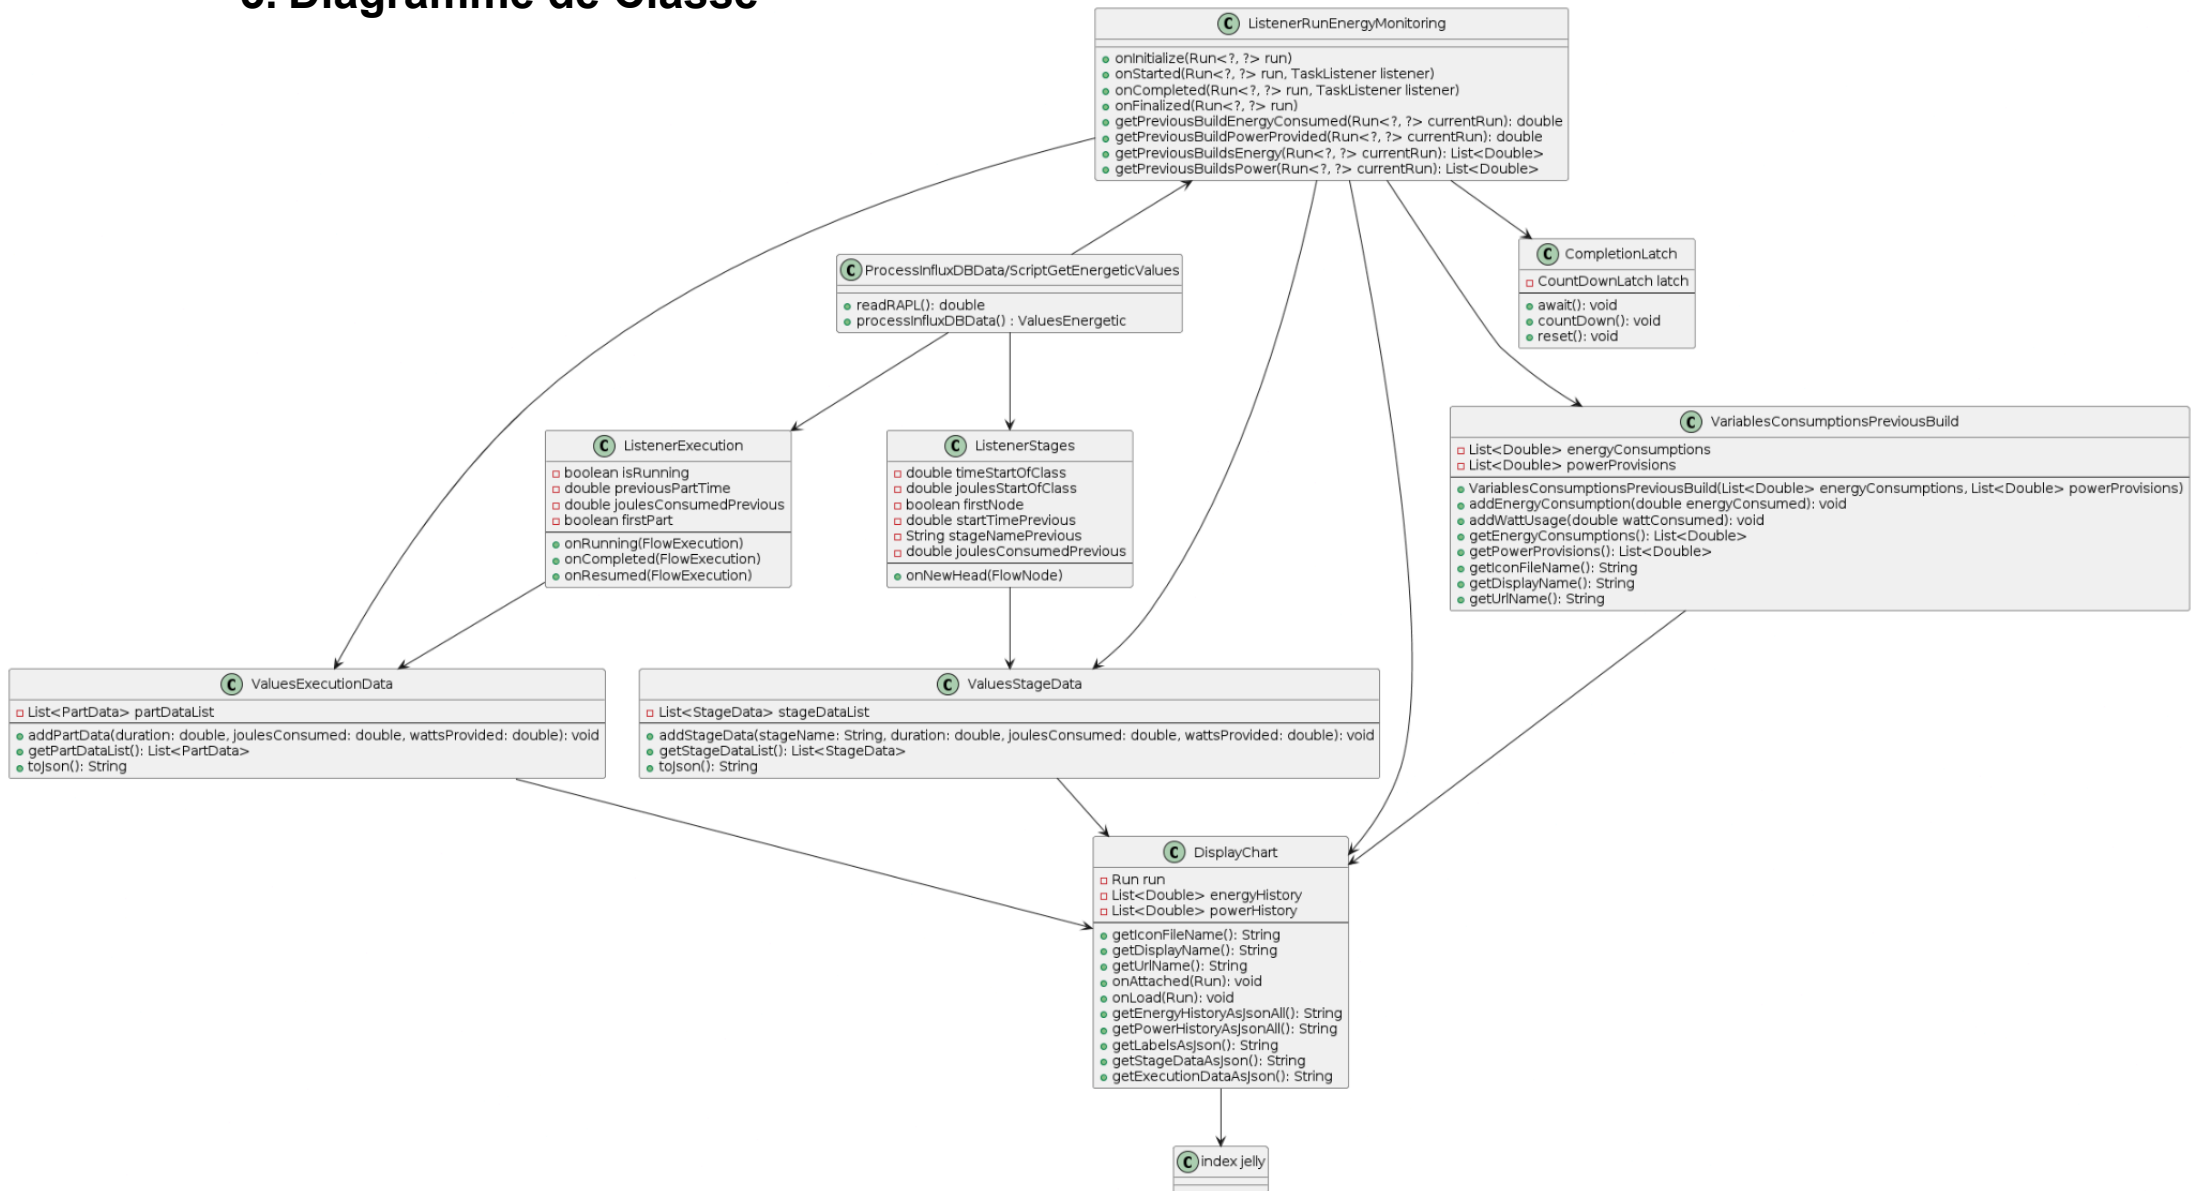 Diagramme de Classe
C ListenerRunEnergyMonitoring
onInitialize(Run<?, ?> run)
onStarted(Run<?, ?> run, TaskListener listener)
onCompleted(Run<?, ?> run, TaskListener listener)
onFinalized(Run<?, ?> run)
getPreviousBuildEnergyConsumed(Run<?, ?> currentRun): double
getPreviousBuildPowerProvided(Run<?, ?> currentRun): double
getPreviousBuildsEnergy(Run<?, ?> currentRun): List<Double>
getPreviousBuildsPower(Run<?, ?> currentRun): List<Double>
C ProcessInfluxDBData/ScriptGetEnergeticValues
readRAPL(): double
processInfluxDBData() : ValuesEnergetic
C CompletionLatch
CountDownLatch latch
await(): void
countDown(): void
reset(): void
C ListenerExecution
boolean isRunning
double previousPartTime
double joulesConsumedPrevious
boolean firstPart
onRunning(FlowExecution)
onCompleted(FlowExecution)
onResumed(FlowExecution)
C ListenerStages
double timeStartOfClass
double joulesStartOfClass
boolean firstNode
double startTimePrevious
String stageNamePrevious
double joulesConsumedPrevious
onNewHead(FlowNode)
C VariablesConsumptionsPreviousBuild
List<Double> energyConsumptions
List<Double> powerProvisions
VariablesConsumptionsPreviousBuild(List<Double> energyConsumptions, List<Double> powerProvisions)
addEnergyConsumption(double energyConsumed): void
addWattUsage(double wattConsumed): void
getEnergyConsumptions(): List<Double>
getPowerProvisions(): List<Double>
getIconFileName(): String
getDisplayName(): String
getUrlName(): String
C ValuesExecutionData
List<PartData> partDataList
addPartData(duration: double, joulesConsumed: double, wattsProvided: double): void
getPartDataList(): List<PartData>
toJson(): String
C ValuesStageData
List<StageData> stageDataList
addStageData(stageName: String, duration: double, joulesConsumed: double, wattsProvided: double): void
getStageDataList(): List<StageData>
toJson(): String
C DisplayChart
Run run
List<Double> energyHistory
List<Double> powerHistory
getIconFileName(): String
getDisplayName(): String
getUrlName(): String
onAttached(Run): void
onLoad(Run): void
getEnergyHistoryAsJsonAll(): String
getPowerHistoryAsJsonAll(): String
getLabelsAsJson(): String
getStageDataAsJson(): String
getExecutionDataAsJson(): String
C index jelly